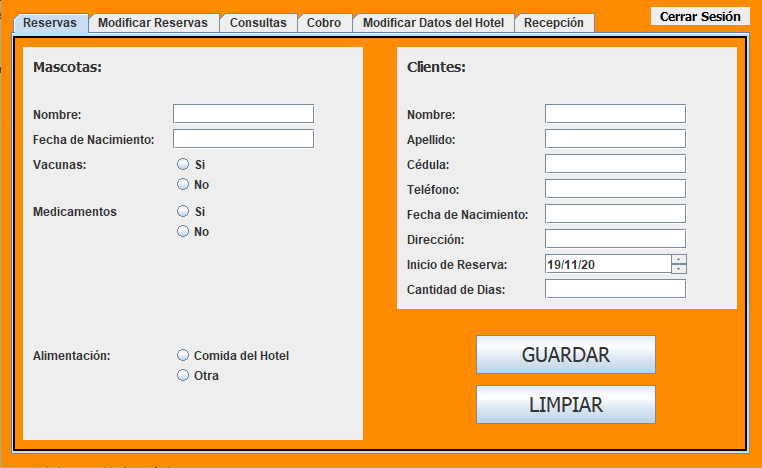 Cerrar Sesión
Reservas Modificar Reservas Consultas Cobro Modificar Datos del Hotel Recepción
Mascotas:
Nombre:
Fecha de Nacimiento:
Vacunas:
Si
No
Medicamentos
Si
No
Alimentación:
Comida del Hotel
Otra
Clientes:
Nombre:
Apellido:
Cédula:
Teléfono:
Fecha de Nacimiento:
Dirección:
Inicio de Reserva: 19/11/20
Cantidad de Dias:
GUARDAR
LIMPIAR